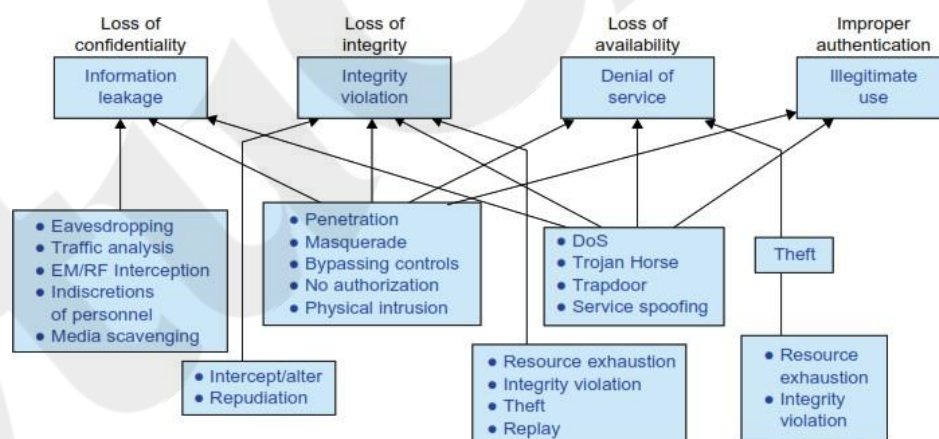 Loss of
confidentiality
Loss of
integrity
Loss of
availability
Improper
authentication
Information
leakage
Integrity
violation
Denial of
service
Illegitimate
use
● Eavesdropping
● Traffic analysis
● EM/RF Interception
● Indiscretions
of personnel
● Media scavenging
● Penetration
● Masquerade
● Bypassing controls
● No authorization
● Physical intrusion
● DoS
● Trojan Horse
● Trapdoor
● Service spoofing
Theft
● Intercept/alter
● Repudiation
● Resource exhaustion
● Integrity violation
● Theft
● Replay
● Resource
exhaustion
● Integrity
violation